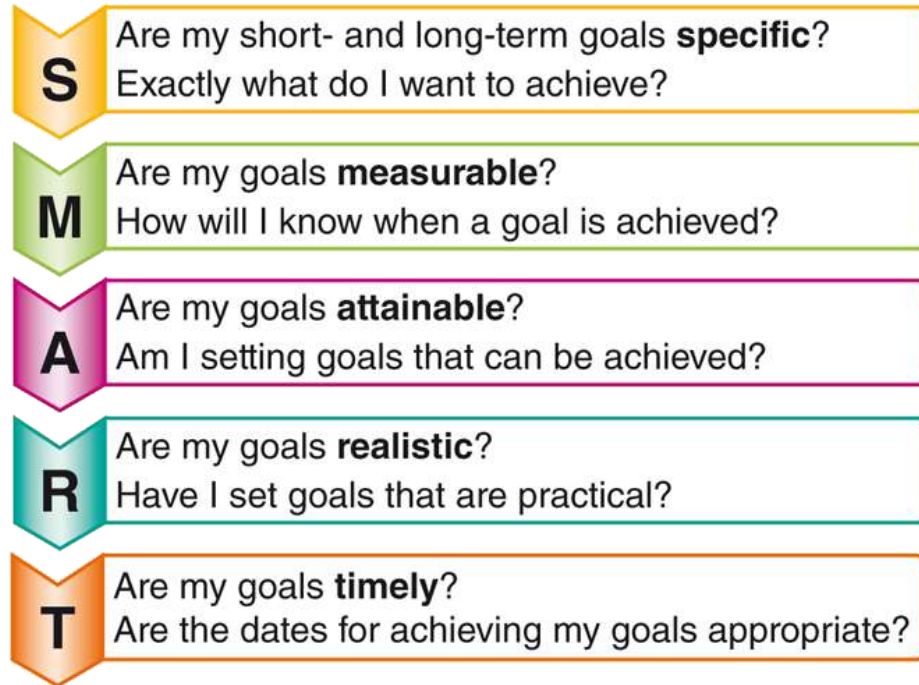 S
Are my short- and long-term goals specific?
Exactly what do I want to achieve?
M
Are my goals measurable?
How will I know when a goal is achieved?
A
Are my goals attainable?
Am I setting goals that can be achieved?
R
Are my goals realistic?
Have I set goals that are practical?
T
Are my goals timely?
Are the dates for achieving my goals appropriate?